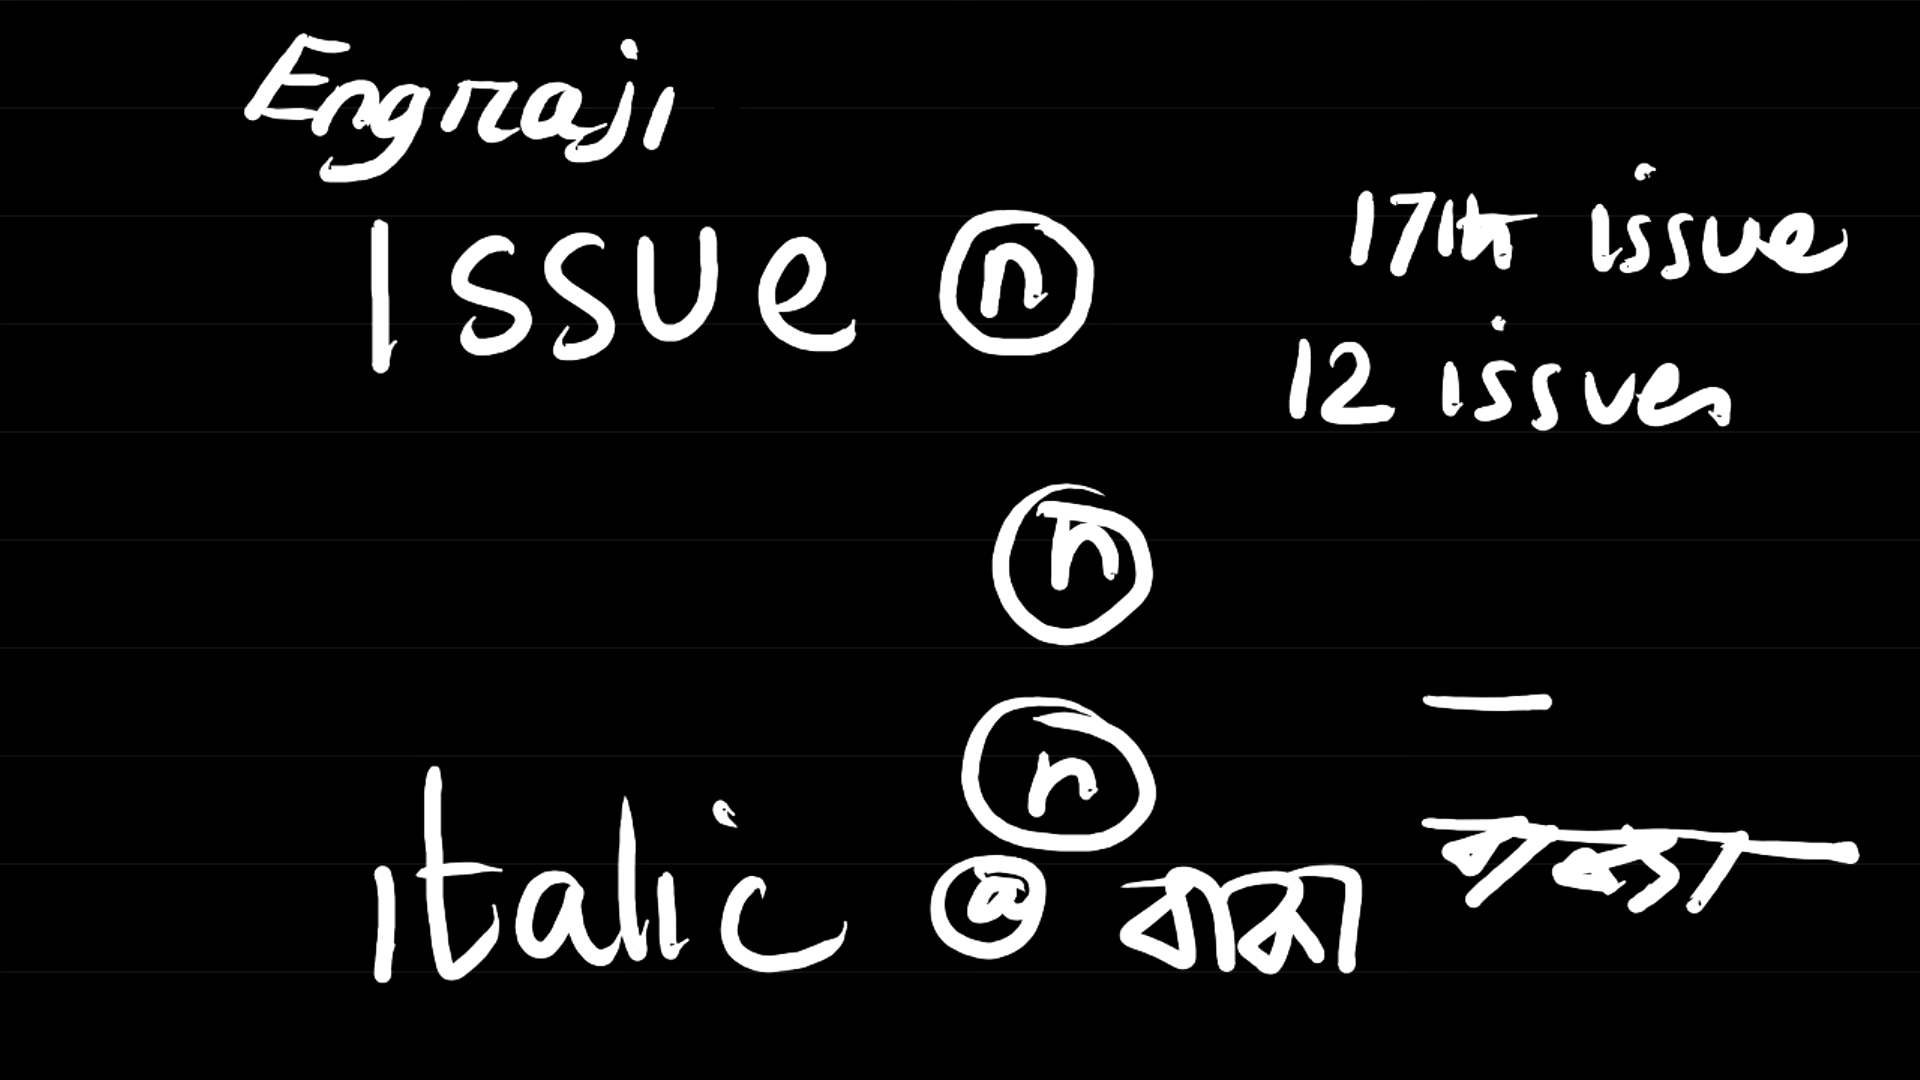 Engraji
Issue n 17th issue
12 issues
n
n
italic a বাকা বাকা